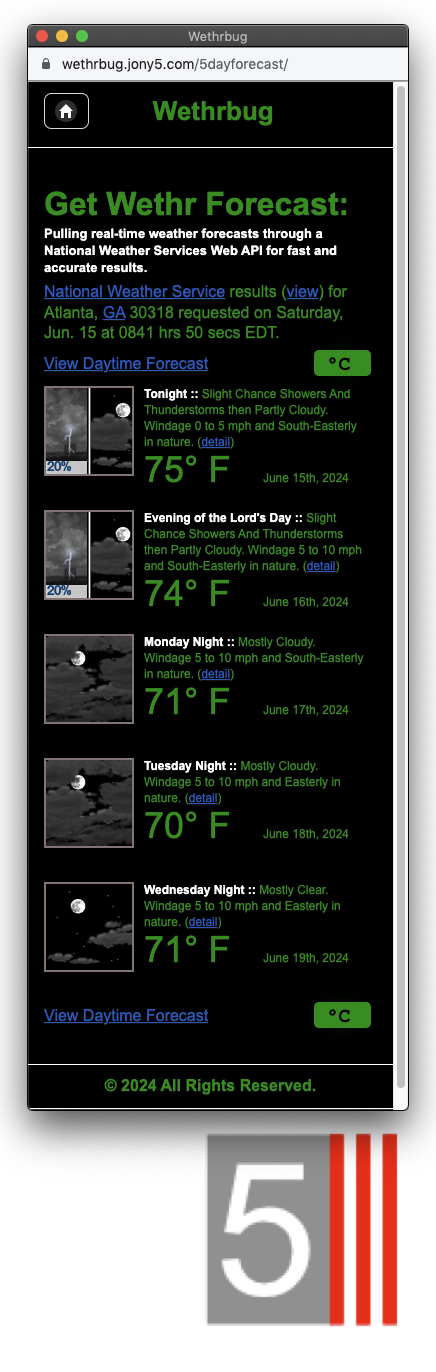 Wethrbug
wethrbug.jony5.com/5dayforecast/
Wethrbug
Get Wethr Forecast:
Pulling real-time weather forecasts through a
National Weather Services Web API for fast and
accurate results.
National Weather Service results (view) for
Atlanta, GA 30318 requested on Saturday,
Jun. 15 at 0841 hrs 50 secs EDT.
View Daytime Forecast
°C
20%
Tonight :: Slight Chance Showers And
Thunderstorms then Partly Cloudy.
Windage 0 to 5 mph and South-Easterly
in nature. (detail)
75° F
June 15th, 2024
20%
Evening of the Lord's Day :: Slight
Chance Showers And Thunderstorms
then Partly Cloudy. Windage 5 to 10 mph
and South-Easterly in nature. (detail)
74° F
June 16th, 2024
Monday Night :: Mostly Cloudy.
Windage 5 to 10 mph and South-Easterly
in nature. (detail)
71° F
June 17th, 2024
Tuesday Night :: Mostly Cloudy.
Windage 5 to 10 mph and Easterly in
nature. (detail)
70° F
June 18th, 2024
Wednesday Night :: Mostly Clear.
Windage 5 to 10 mph and Easterly in
nature. (detail)
71° F
June 19th, 2024
View Daytime Forecast
°C
© 2024 All Rights Reserved.
5